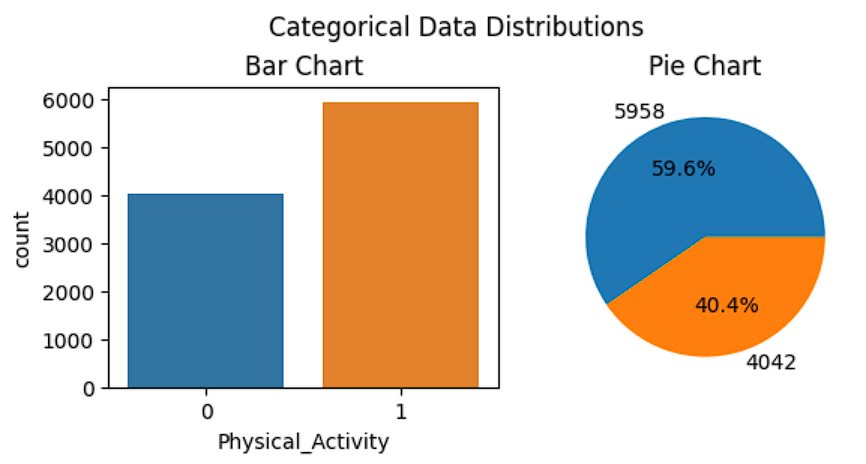 Categorical Data Distributions
Bar Chart
6000
5000
4000
3000
2000
1000
0
count
0 1
Physical_Activity
Pie Chart
5958
59.6%
40.4%
4042